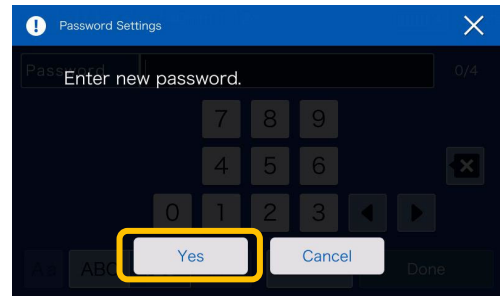 Password Settings
Password
0/4
Enter new password.
7 8 9
4 5 6
0 1 2 3
Yes
Cancel
ABC
Done